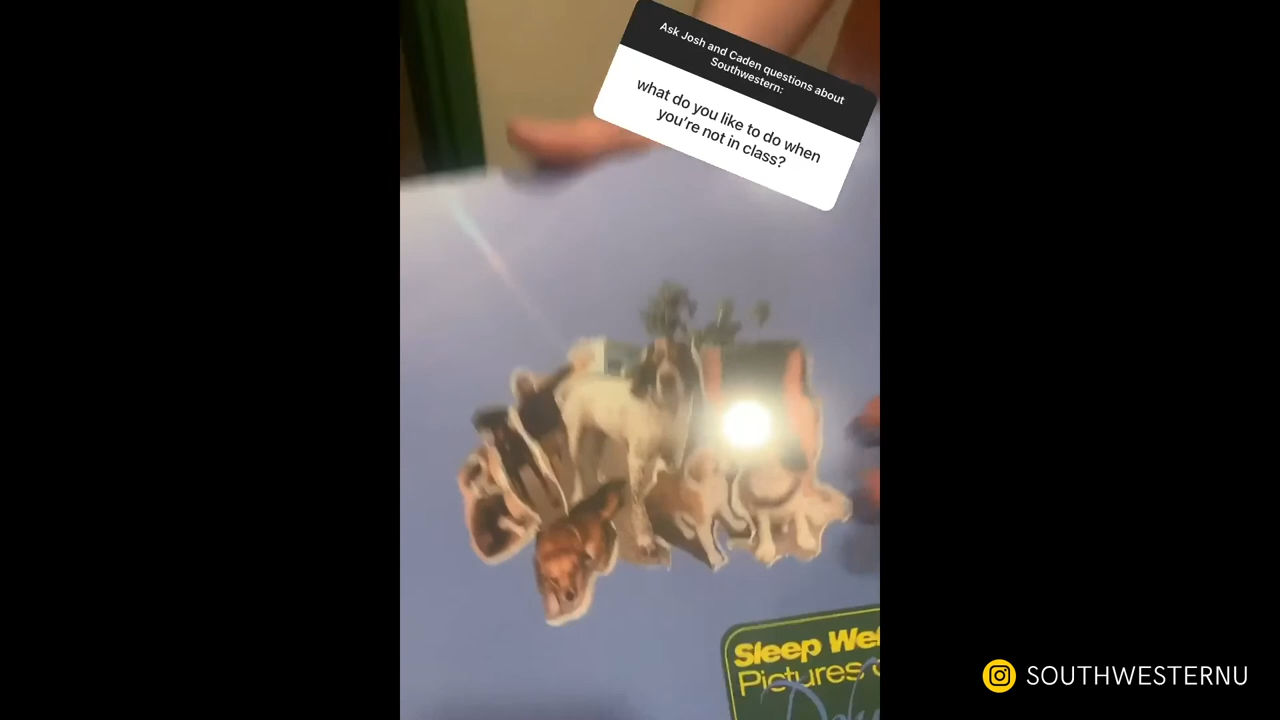 Ask Josh and Caden questions about
Southwestern:
what do you like to do when
you're not in class?
Sleep We
Pictures
SOUTHWESTERNU